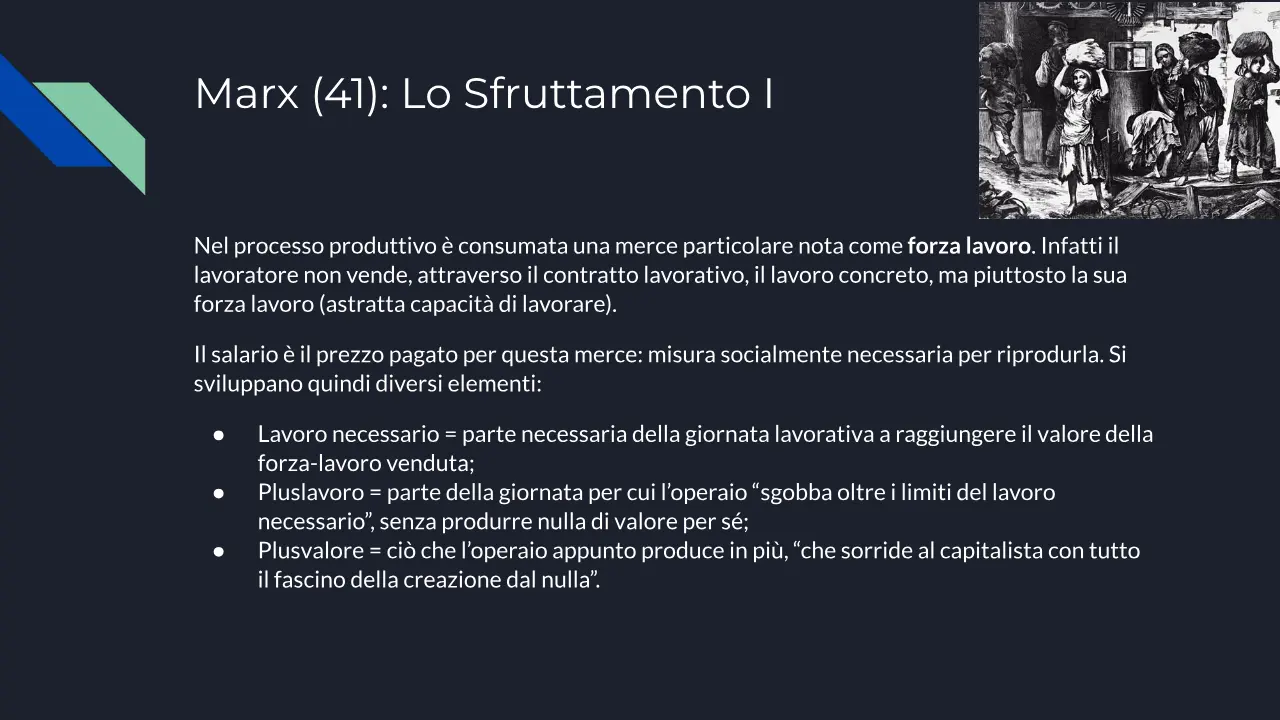 Marx (41): Lo Sfruttamento I
Nel processo produttivo è consumata una merce particolare nota come forza lavoro. Infatti il
lavoratore non vende, attraverso il contratto lavorativo, il lavoro concreto, ma piuttosto la sua
forza lavoro (astratta capacità di lavorare).
Il salario è il prezzo pagato per questa merce: misura socialmente necessaria per riprodurla. Si
sviluppano quindi diversi elementi:
● Lavoro necessario = parte necessaria della giornata lavorativa a raggiungere il valore della
forza-lavoro venduta;
● Pluslavoro = parte della giornata per cui l’operaio “sgobba oltre i limiti del lavoro
necessario”, senza produrre nulla di valore per sé;
● Plusvalore = ciò che l’operaio appunto produce in più, “che sorride al capitalista con tutto
il fascino della creazione dal nulla”.